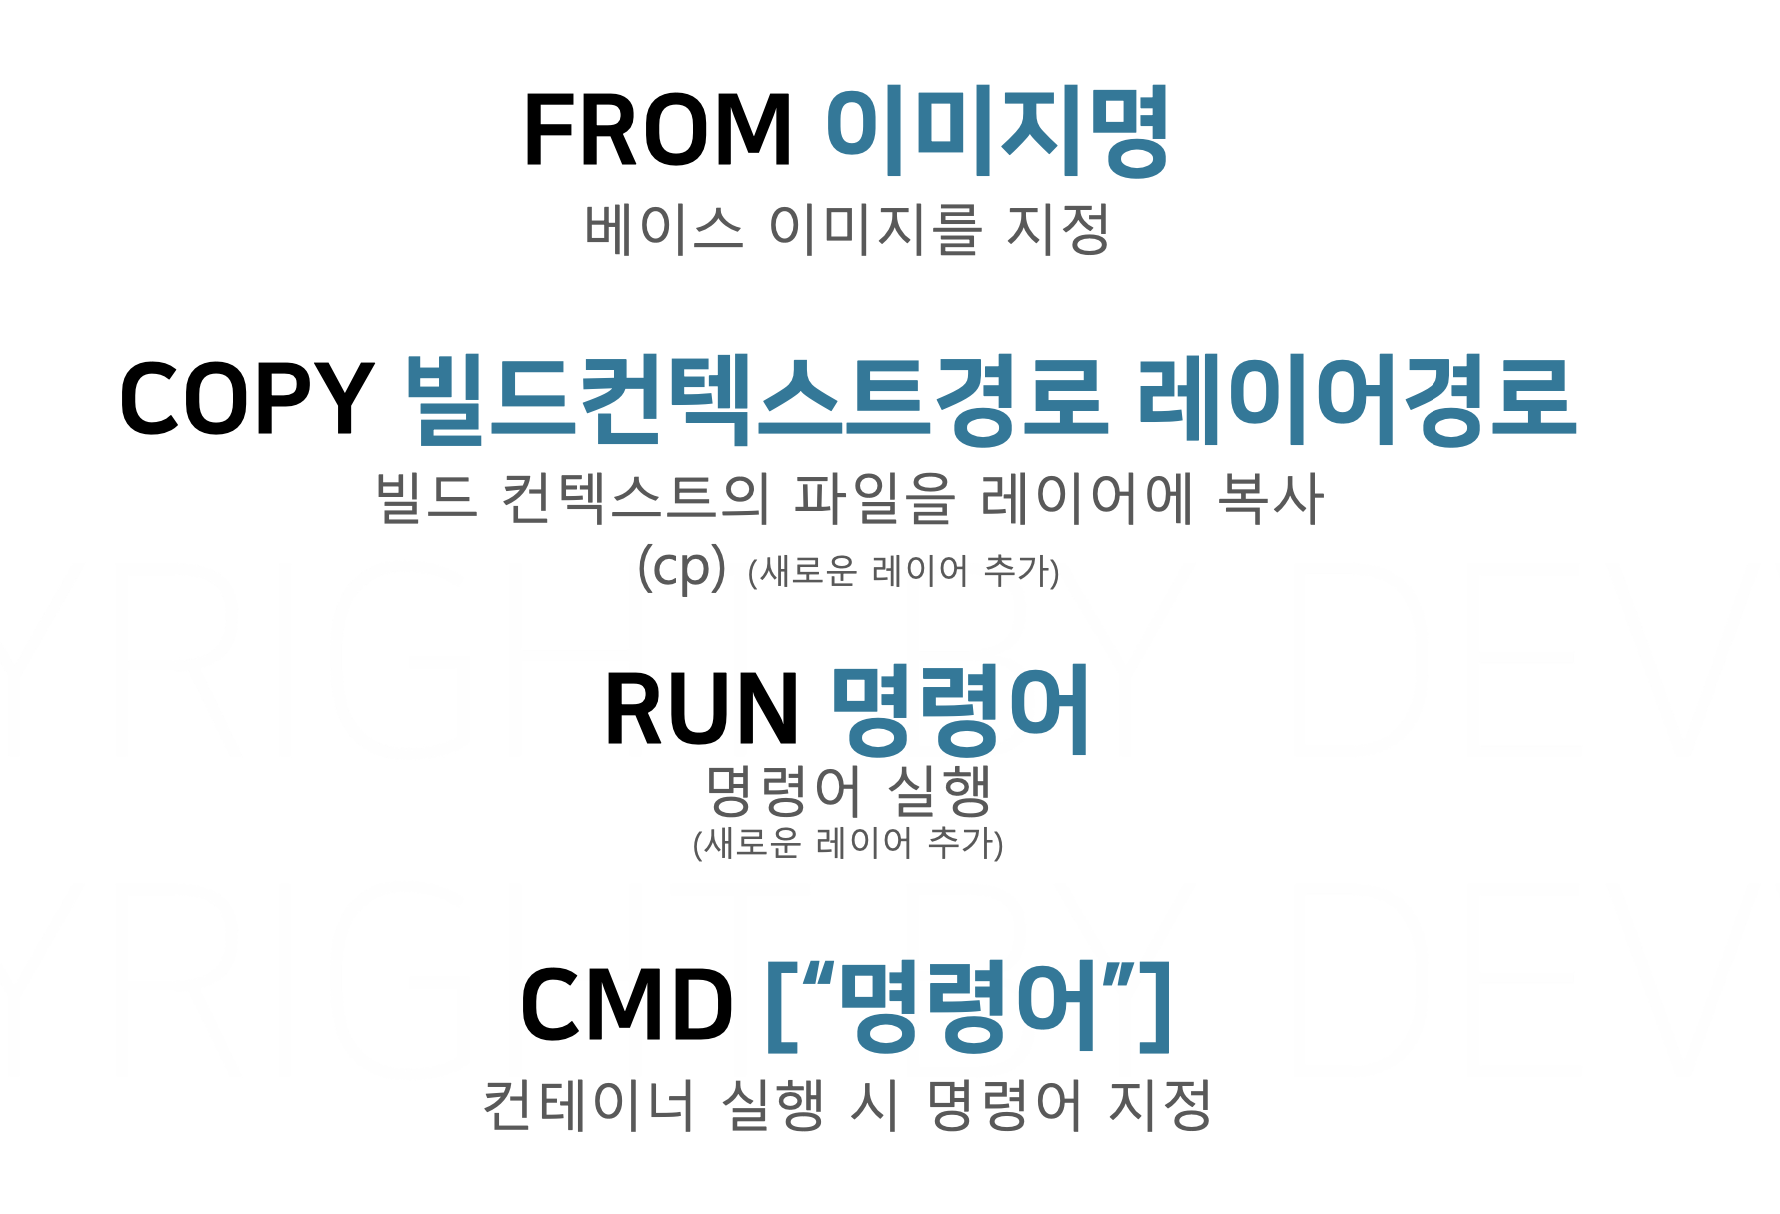 FROM 이미지명
베이스 이미지를 지정
COPY 빌드컨텍스트경로 레이어경로
빌드 컨텍스트의 파일을 레이어에 복사
(cp) (새로운 레이어 추가)
RUN 명령어
명령어 실행
(새로운 레이어 추가)
CMD [“명령어”]
컨테이너 실행 시 명령어 지정